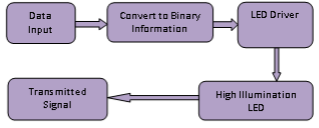 Data
Input
Convert to Binary
Information
LED Driver
High Illumination
LED
Transmitted
Signal